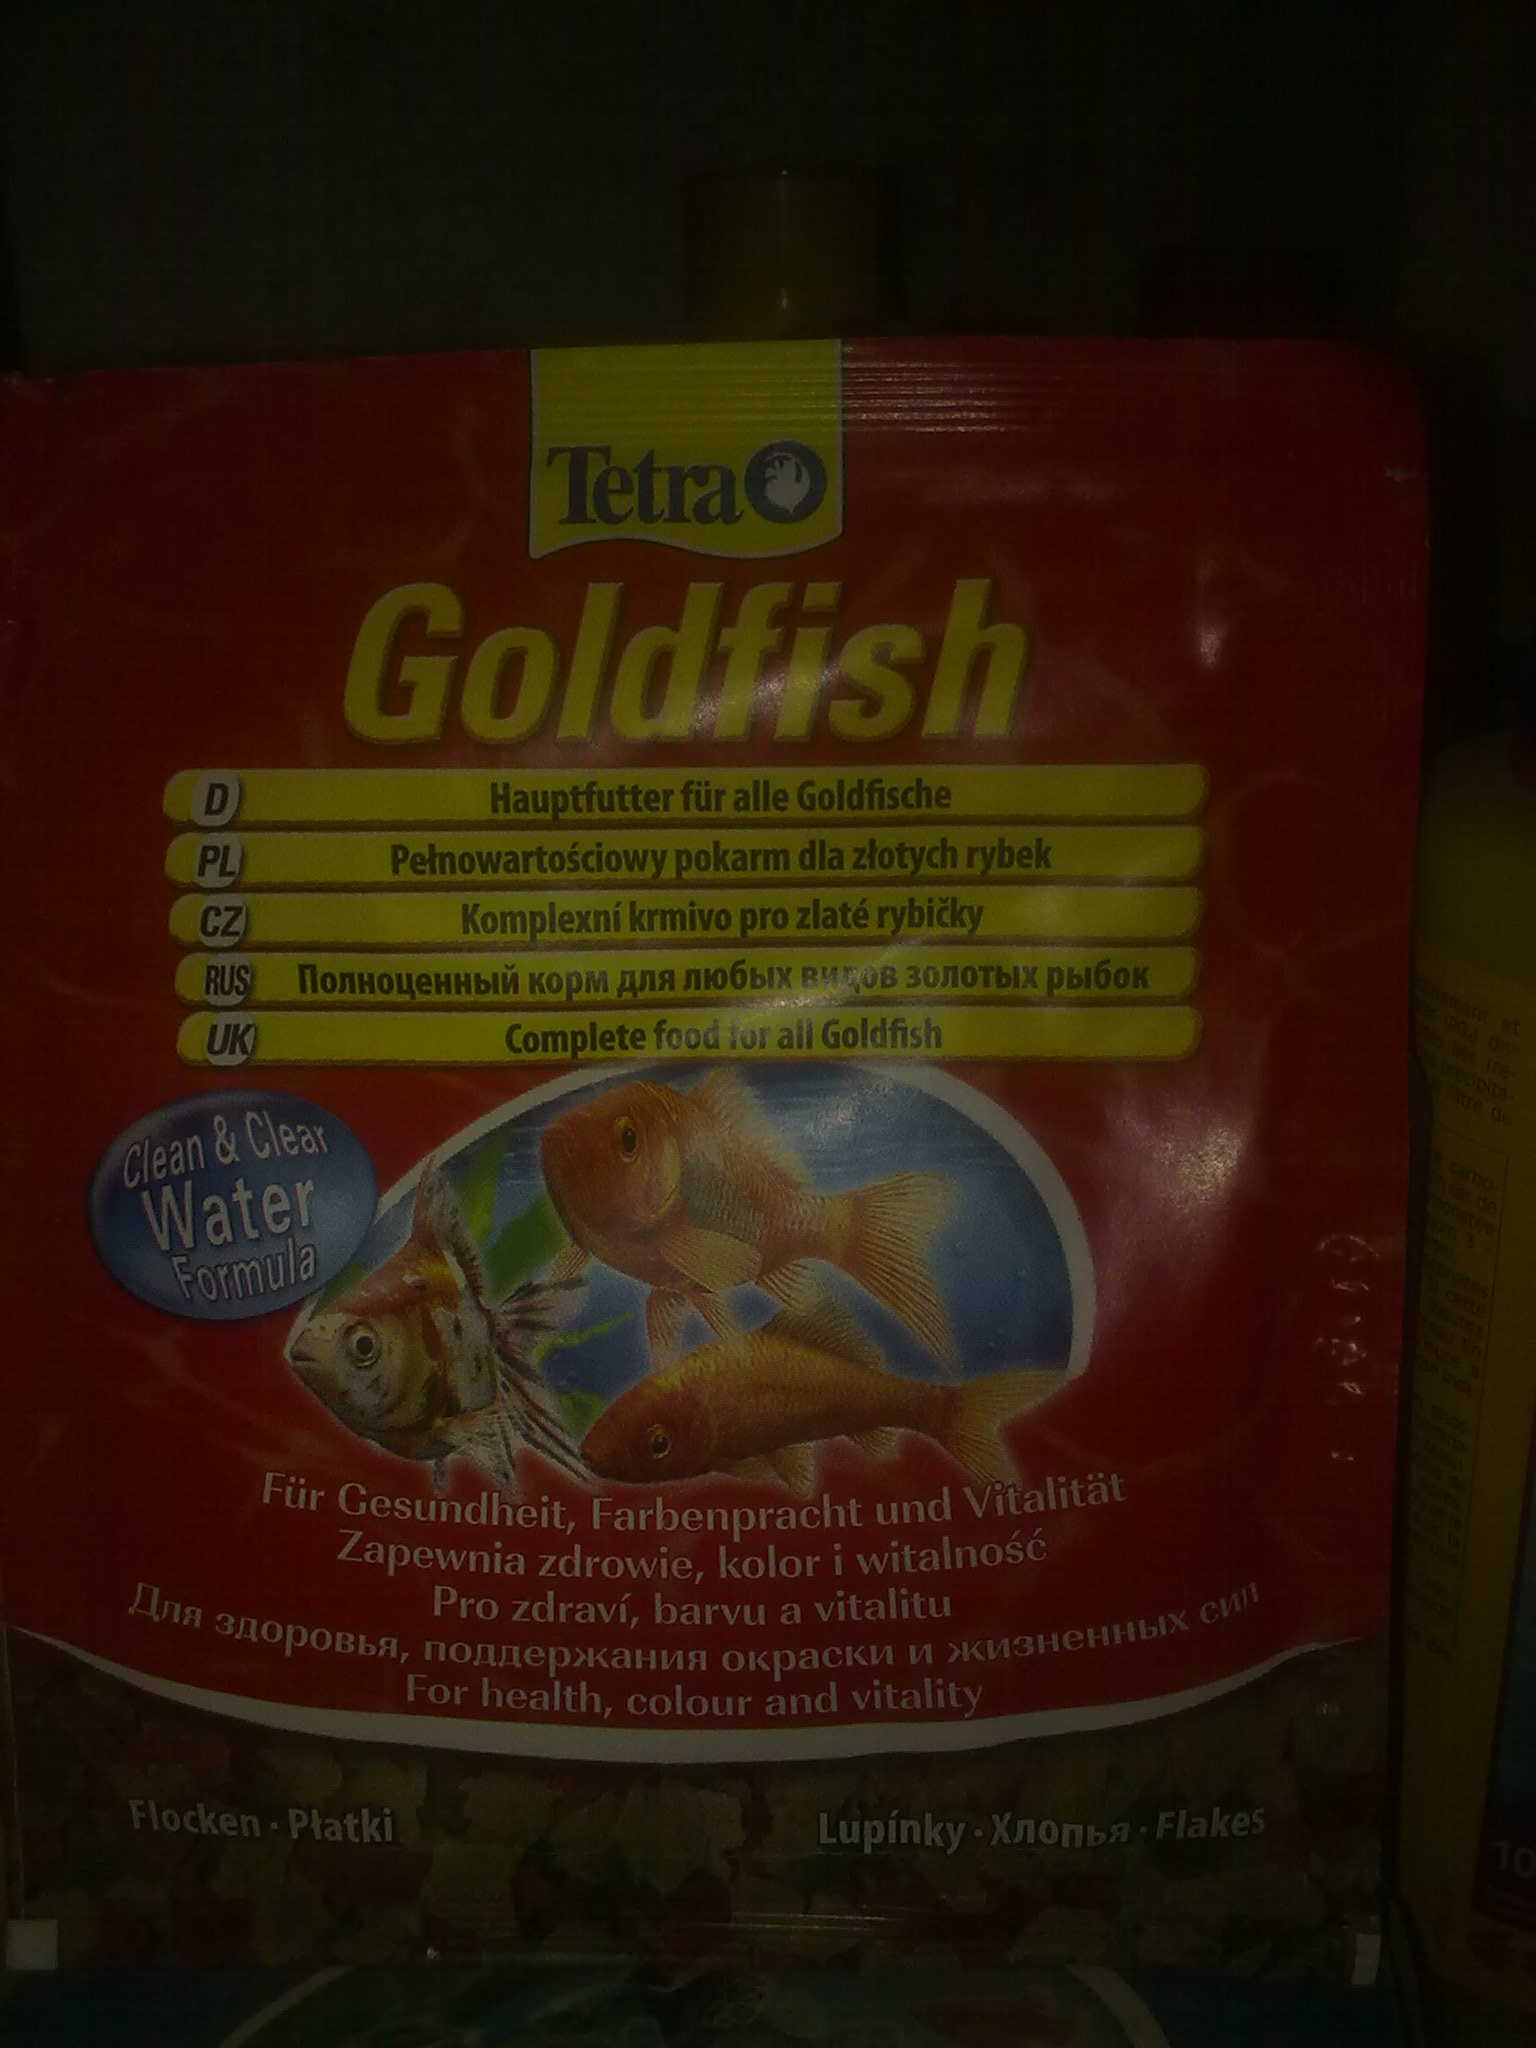 Tetra
Goldfish
D Hauptfutter für alle Goldfische
PL Pełnowartościowy pokarm dla złotych rybek
CZ Komplexní krmivo pro zlaté rybičky
RUS Полноценный корм для любых видов золотых рыбок
UK Complete food for all Goldfish
Clean & Clear
Water
Formula
Für Gesundheit, Farbenpracht und Vitalität
Zapewnia zdrowie, kolor i witalność
Pro zdraví, barvu a vitalitu
Для здоровья, поддержания окраски и жизненных сил
For health, colour and vitality
Flocken · Płatki
Lupínky · Хлопья · Flakes